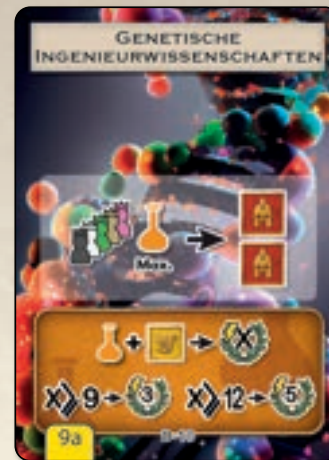 GENETISCHE
INGENIEURWISSENSCHAFTEN
Max.
+ → X
X 9 → 3 X 12 → 5
9a